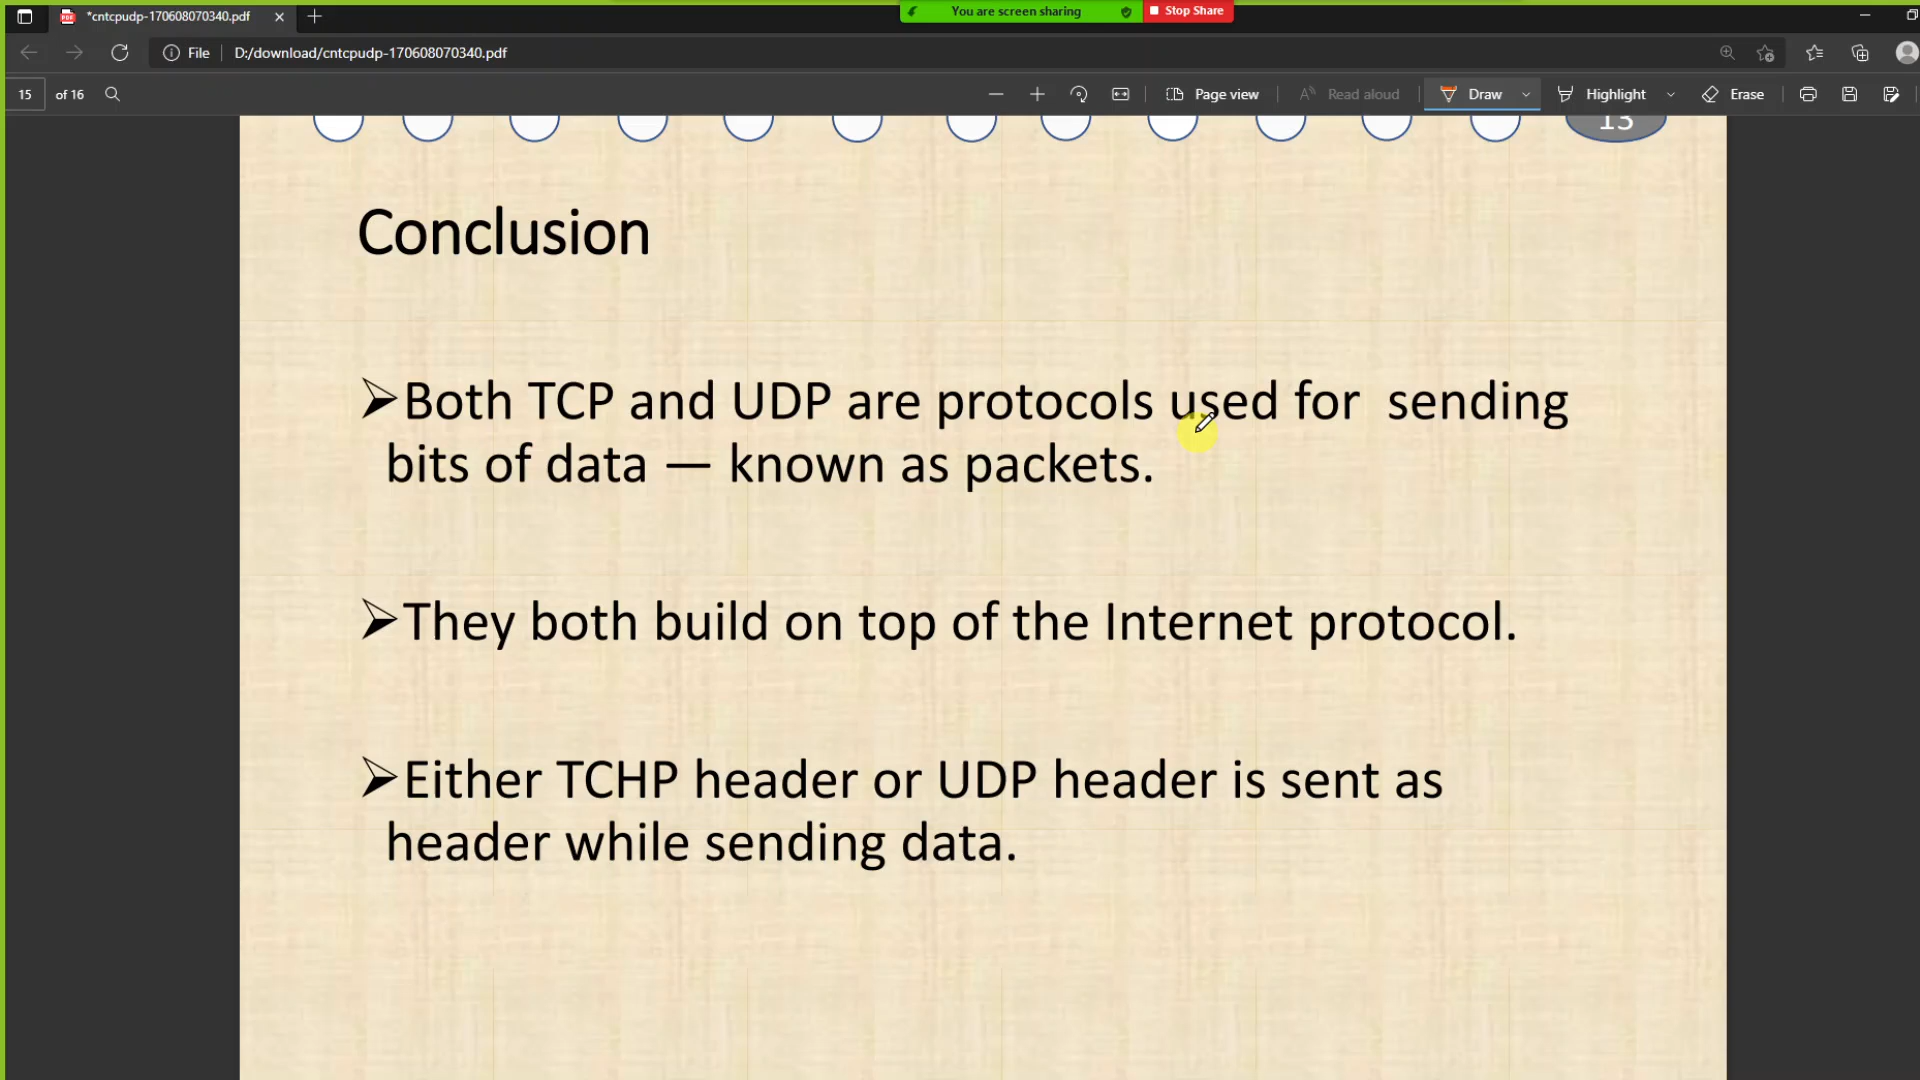 *cntcpudp-170608070340.pdf
You are screen sharing
Stop Share
File
D:/download/cntcpudp-170608070340.pdf
15 of 16
Page view
Read aloud
Draw
Highlight
Erase
13
Conclusion
Both TCP and UDP are protocols used for sending
bits of data — known as packets.
They both build on top of the Internet protocol.
Either TCHP header or UDP header is sent as
header while sending data.